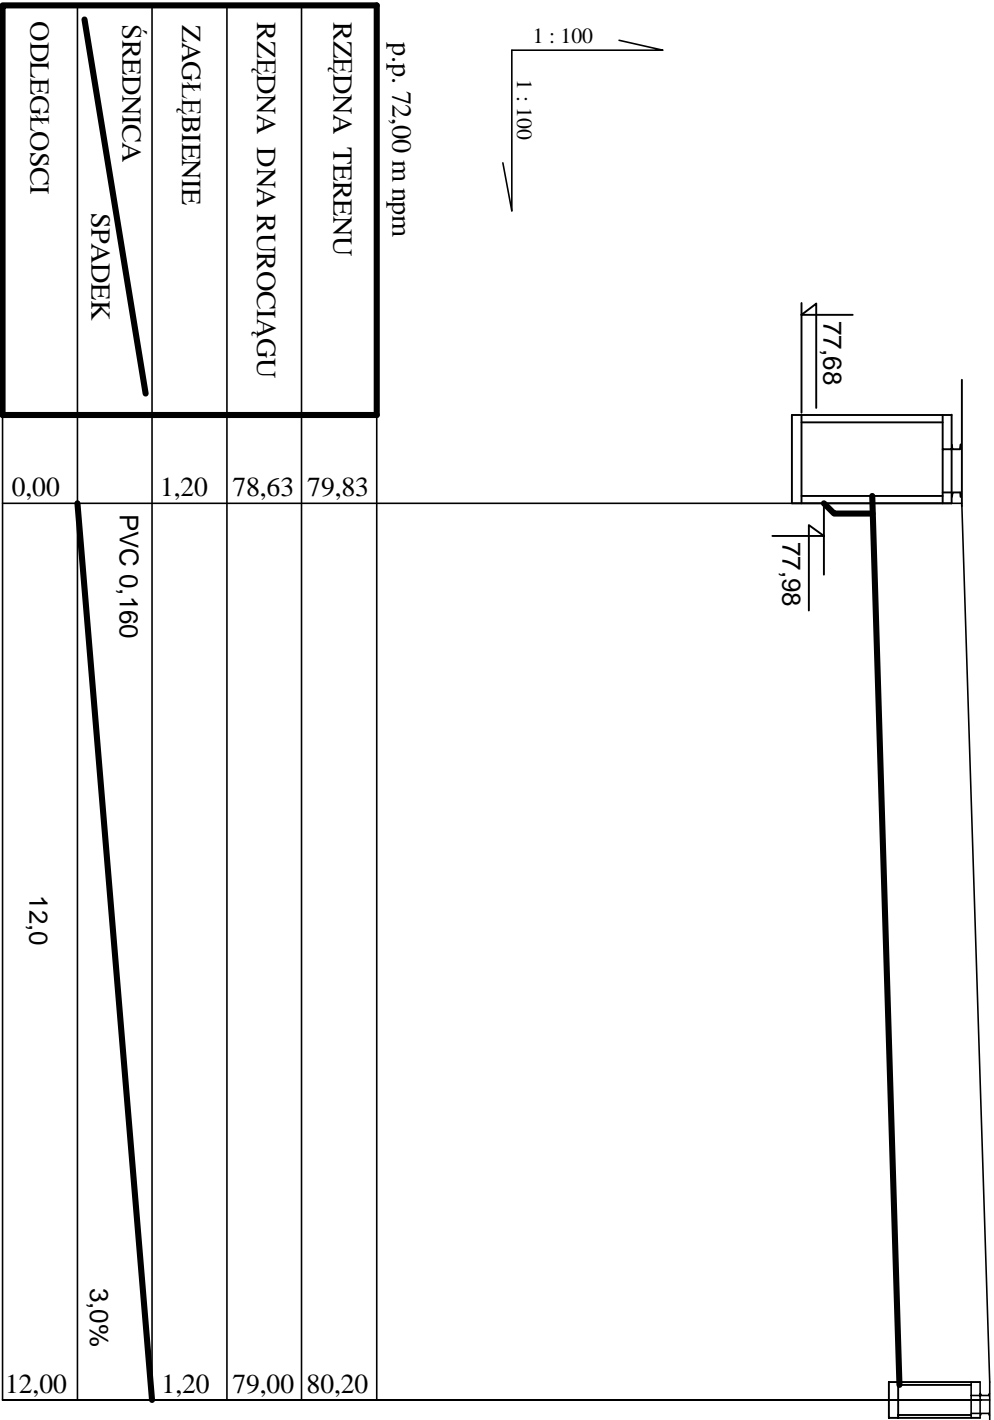 1 : 100
1 : 100
77,68
77,98
p.p. 72,00 m npm
RZĘDNA TERENU
79,83
80,20
RZĘDNA DNA RUROCIĄGU
78,63
79,00
ZAGŁĘBIENIE
1,20
1,20
ŚREDNICA
SPADEK
PVC 0,160
3,0%
ODLEGŁOSCI
0,00
12,0
12,00